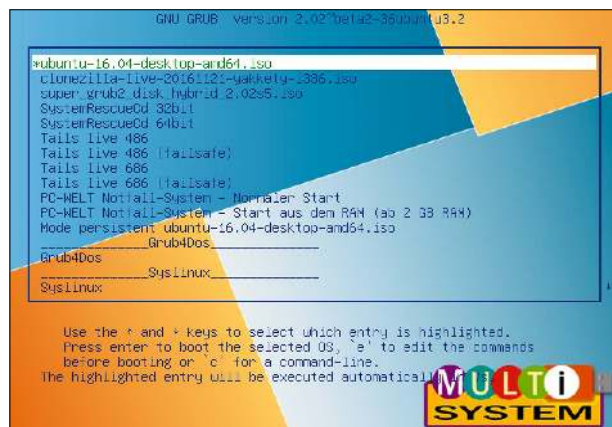 GNU GRUB version 2.02~beta2-36ubuntu3.2
*ubuntu-16.04-desktop-amd64.iso
clonezilla-live-20161121-yakkety-i386.iso
super_grub2_disk_hybrid_2.02s5.iso
SystemRescueCd 32bit
SystemRescueCd 64bit
Tails live 486
Tails live 486 (failsafe)
Tails live 686
Tails live 686 (failsafe)
PC-WELT Notfall-System - Normaler Start
PC-WELT Notfall-System - Start aus dem RAM (ab 2 GB RAM)
Mode persistent ubuntu-16.04-desktop-amd64.iso
______________Grub4Dos______________
Grub4Dos
______________Syslinux______________
Syslinux
Use the ↑ and ↓ keys to select which entry is highlighted.
Press enter to boot the selected OS, `e' to edit the commands
before booting or `c' for a command-line.
The highlighted entry will be executed automatically
MULTi
SYSTEM